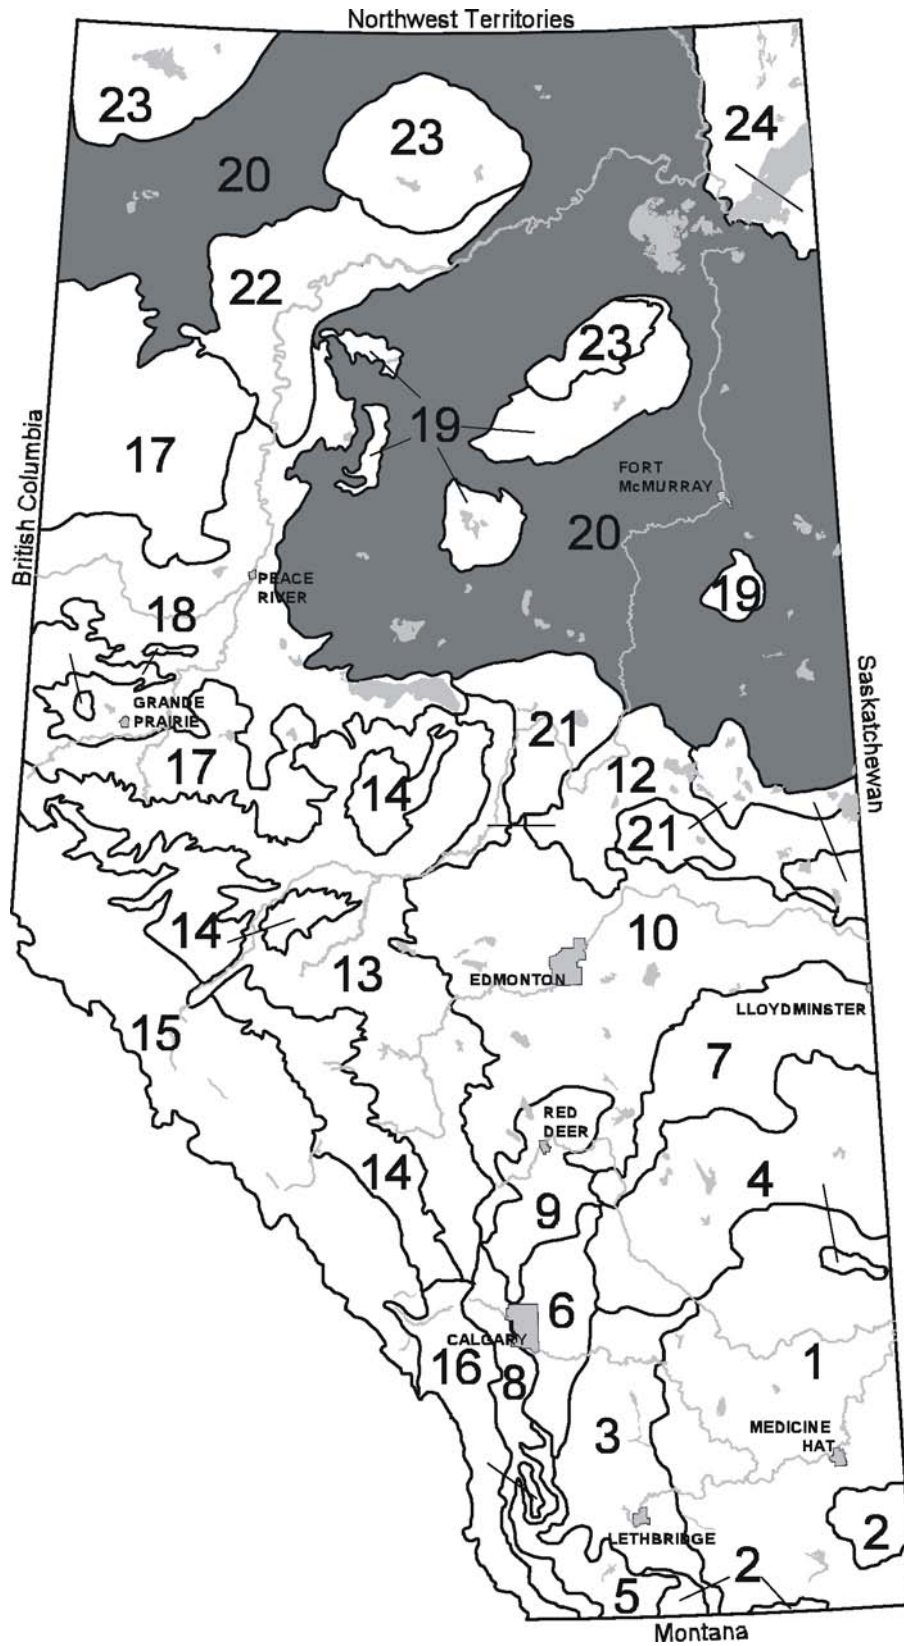 Northwest Territories
23
23
24
20
22
23
British Columbia
17
19
FORT
McMURRAY
20
PEACE
RIVER
19
18
Saskatchewan
GRANDE
PRAIRIE
21
12
17
14
21
14
10
13
EDMONTON
LLOYDMINSTER
15
7
RED
DEER
14
4
9
6
CALGARY
16
8
1
3
MEDICINE
HAT
LETHBRIDGE
2
2
5
Montana